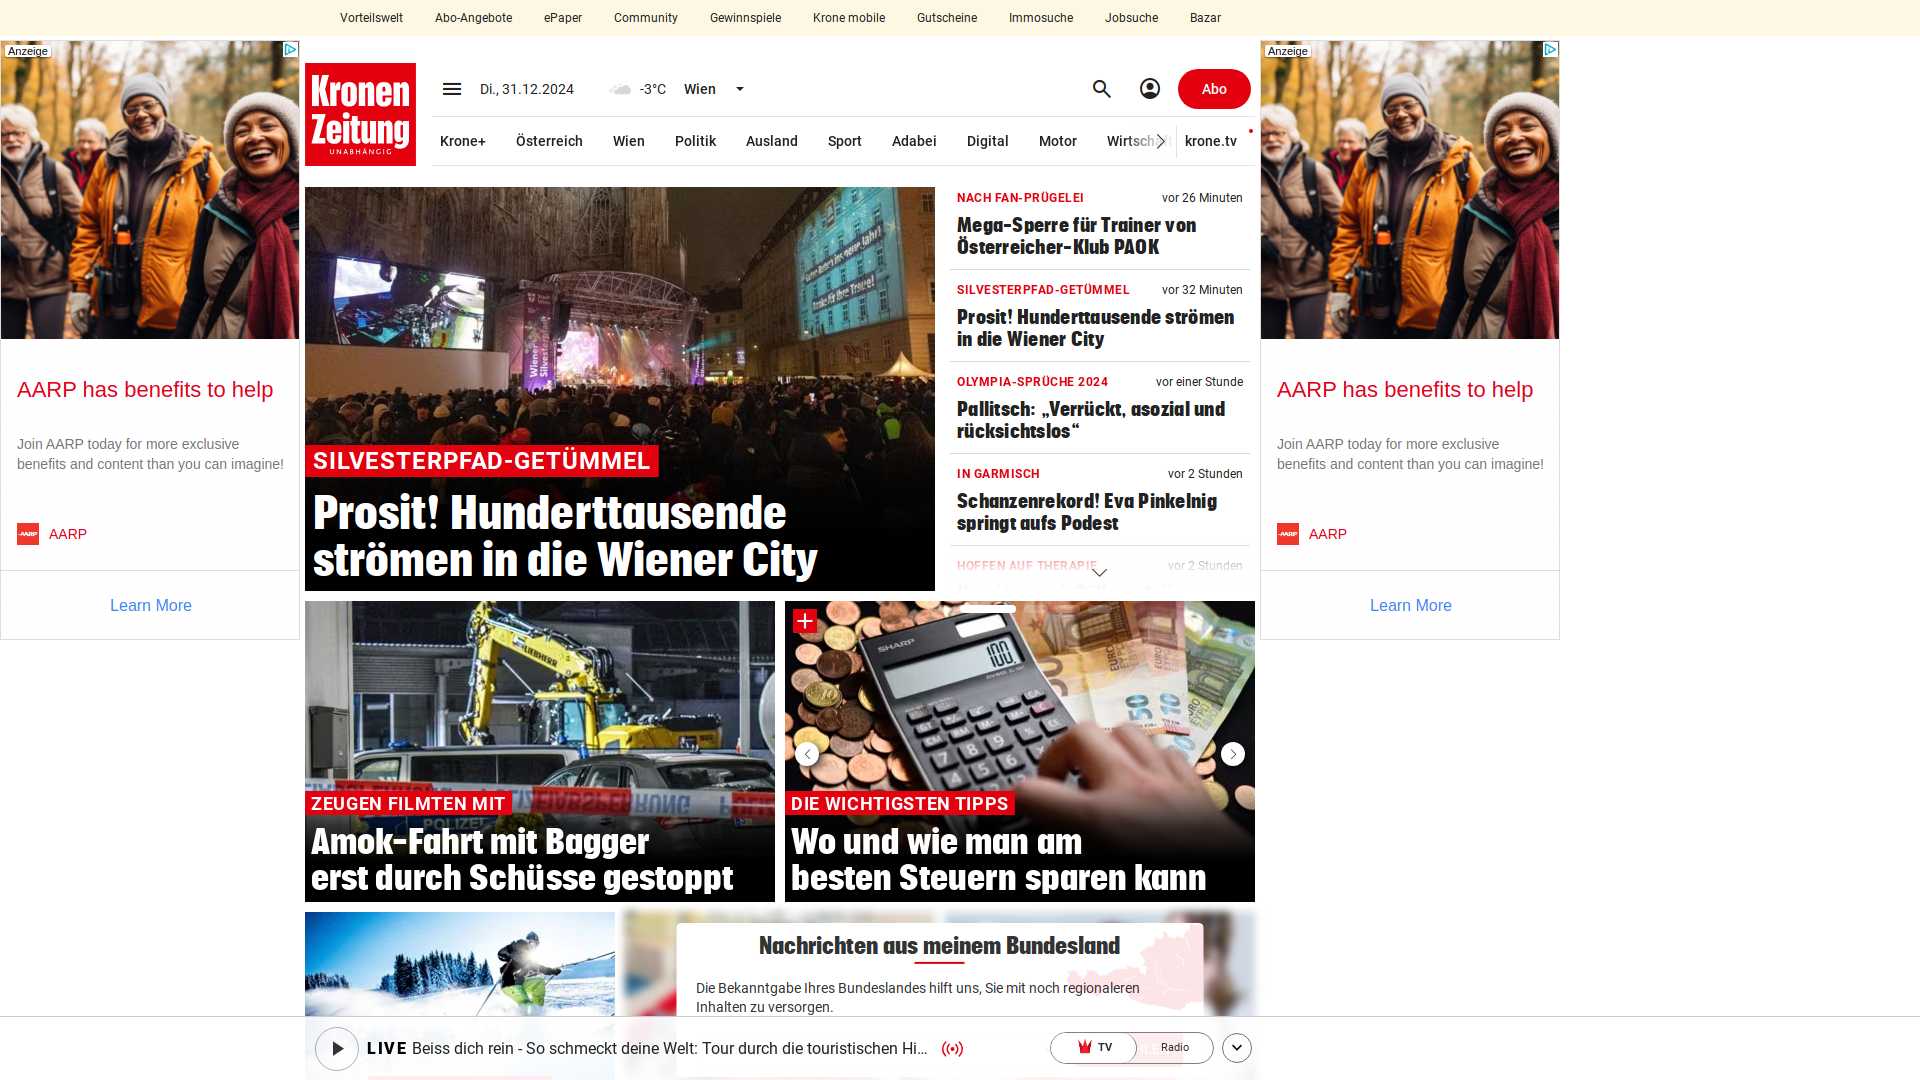 Vorteilswelt Abo-Angebote ePaper Community Gewinnspiele Krone mobile Gutscheine Immosuche Jobsuche Bazar
Anzeige
Kronen
Zeitung
UNABHÄNGIG
Di., 31.12.2024 -3°C Wien
Abo
Krone+ Österreich Wien Politik Ausland Sport Adabei Digital Motor Wirtsch krone.tv
SILVESTERPFAD-GETÜMMEL
Prosit! Hunderttausende
strömen in die Wiener City
NACH FAN-PRÜGELEI vor 26 Minuten
Mega-Sperre für Trainer von
Österreicher-Klub PAOK
SILVESTERPFAD-GETÜMMEL vor 32 Minuten
Prosit! Hunderttausende strömen
in die Wiener City
OLYMPIA-SPRÜCHE 2024 vor einer Stunde
Pallitsch: „Verrückt, asozial und
rücksichtslos“
IN GARMISCH vor 2 Stunden
Schanzenrekord! Eva Pinkelnig
springt aufs Podest
HOFFEN AUF THERAPIE vor 2 Stunden
AARP has benefits to help
Join AARP today for more exclusive
benefits and content than you can imagine!
AARP
Learn More
Anzeige
AARP has benefits to help
Join AARP today for more exclusive
benefits and content than you can imagine!
AARP
Learn More
LIEBHERR
POLIZEI
ZEUGEN FILMTEN MIT
Amok-Fahrt mit Bagger
erst durch Schüsse gestoppt
SHARP
100.
DIE WICHTIGSTEN TIPPS
Wo und wie man am
besten Steuern sparen kann
Nachrichten aus meinem Bundesland
Die Bekanntgabe Ihres Bundeslandes hilft uns, Sie mit noch regionaleren
Inhalten zu versorgen.
LIVE Beiss dich rein - So schmeckt deine Welt: Tour durch die touristischen Hi...
TV Radio